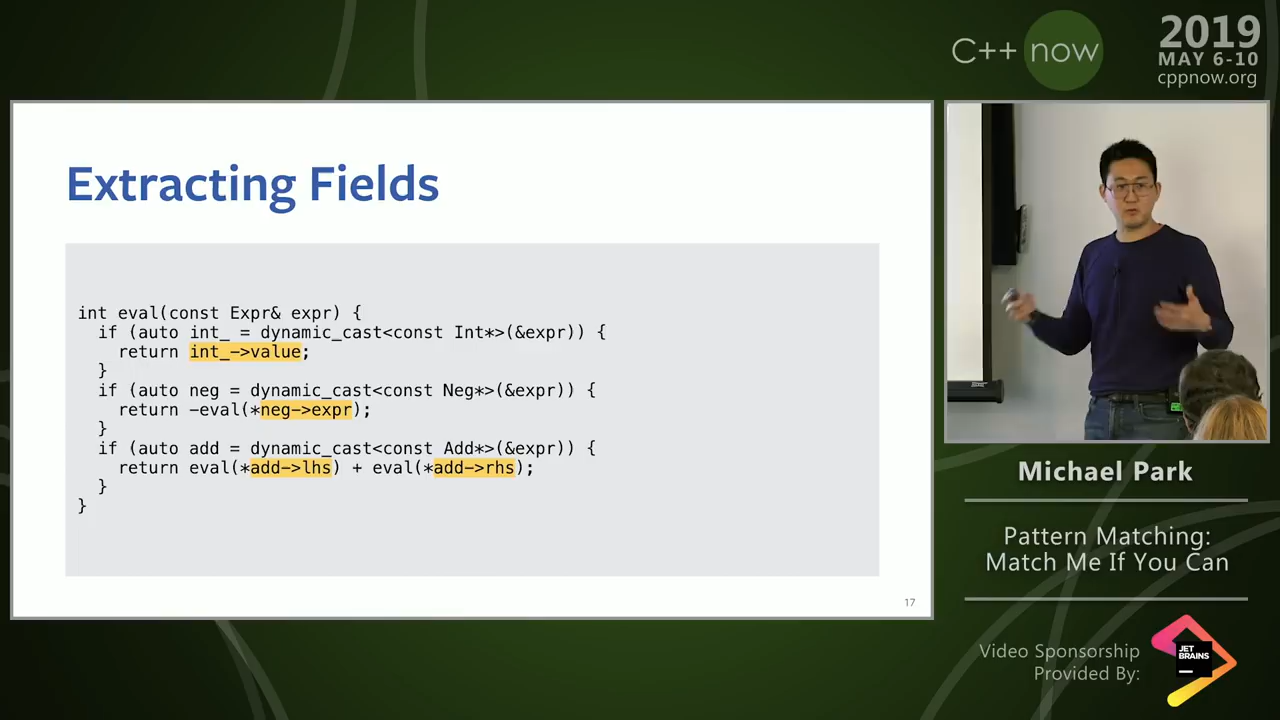 C++ now
2019
MAY 6-10
cppnow.org
Extracting Fields
int eval(const Expr& expr) {
  if (auto int_ = dynamic_cast<const Int*>(&expr)) {
    return int_->value;
  }
  if (auto neg = dynamic_cast<const Neg*>(&expr)) {
    return -eval(*neg->expr);
  }
  if (auto add = dynamic_cast<const Add*>(&expr)) {
    return eval(*add->lhs) + eval(*add->rhs);
  }
}
17
Michael Park
Pattern Matching:
Match Me If You Can
Video Sponsorship
Provided By:
JET
BRAINS